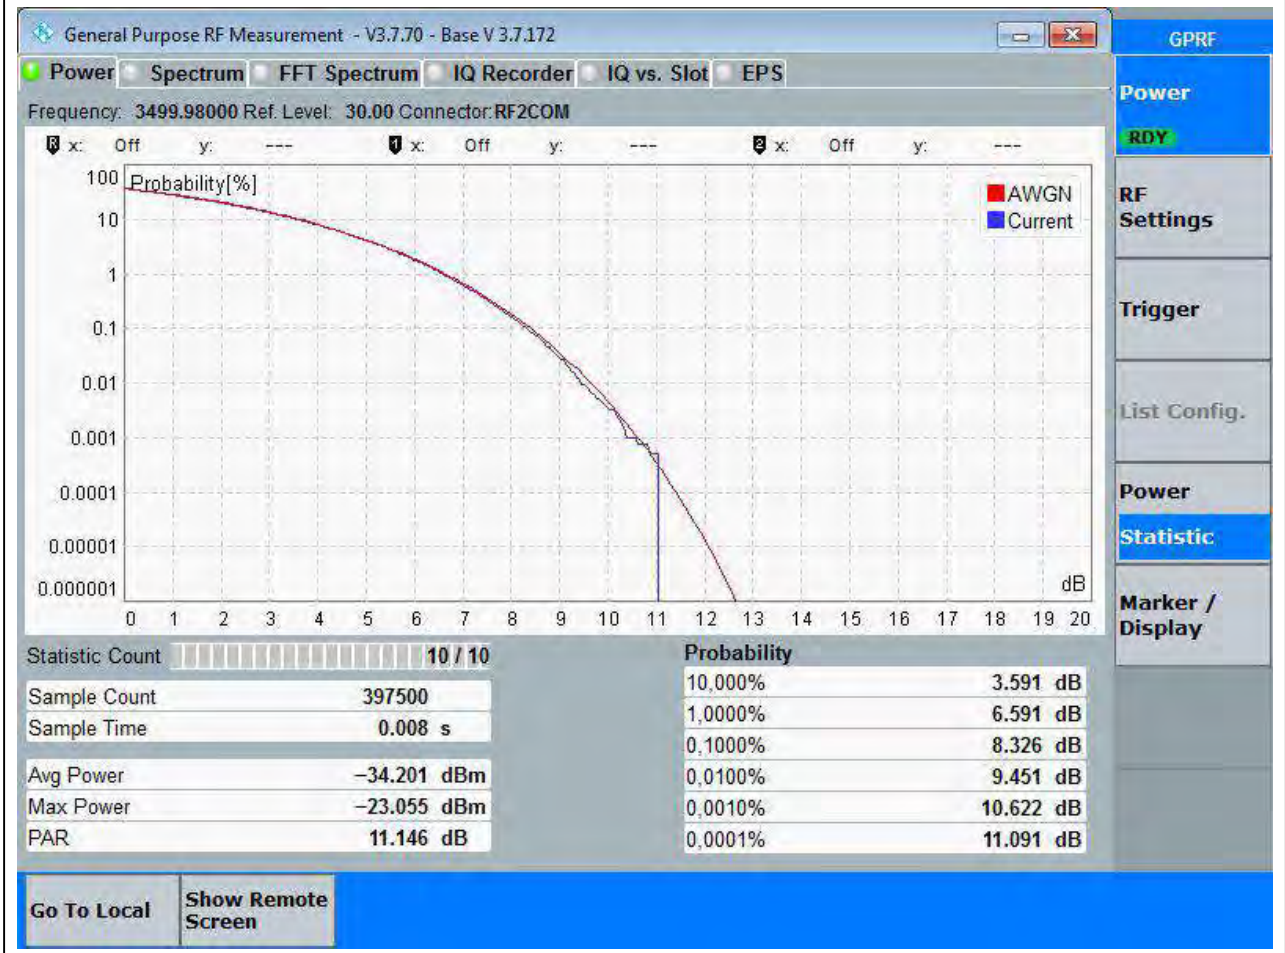 General Purpose RF Measurement - V3.7.70 - Base V 3.7.172
GPRF
Power Spectrum FFT Spectrum IQ Recorder IQ vs. Slot EPS
Frequency: 3499.98000 Ref. Level: 30.00 Connector: RF2COM
R x: Off y: --- 1 x: Off y: --- 2 x: Off y: ---
Probability[%]
AWGN
Current
100
10
1
0.1
0.01
0.001
0.0001
0.00001
0.000001
dB
0 1 2 3 4 5 6 7 8 9 10 11 12 13 14 15 16 17 18 19 20
Statistic Count 10 / 10
Sample Count 397500
Sample Time 0.008 s
Avg Power −34.201 dBm
Max Power −23.055 dBm
PAR 11.146 dB
Probability
10,000% 3.591 dB
1,0000% 6.591 dB
0,1000% 8.326 dB
0,0100% 9.451 dB
0,0010% 10.622 dB
0,0001% 11.091 dB
Power
RDY
RF
Settings
Trigger
List Config.
Power
Statistic
Marker /
Display
Go To Local
Show Remote
Screen